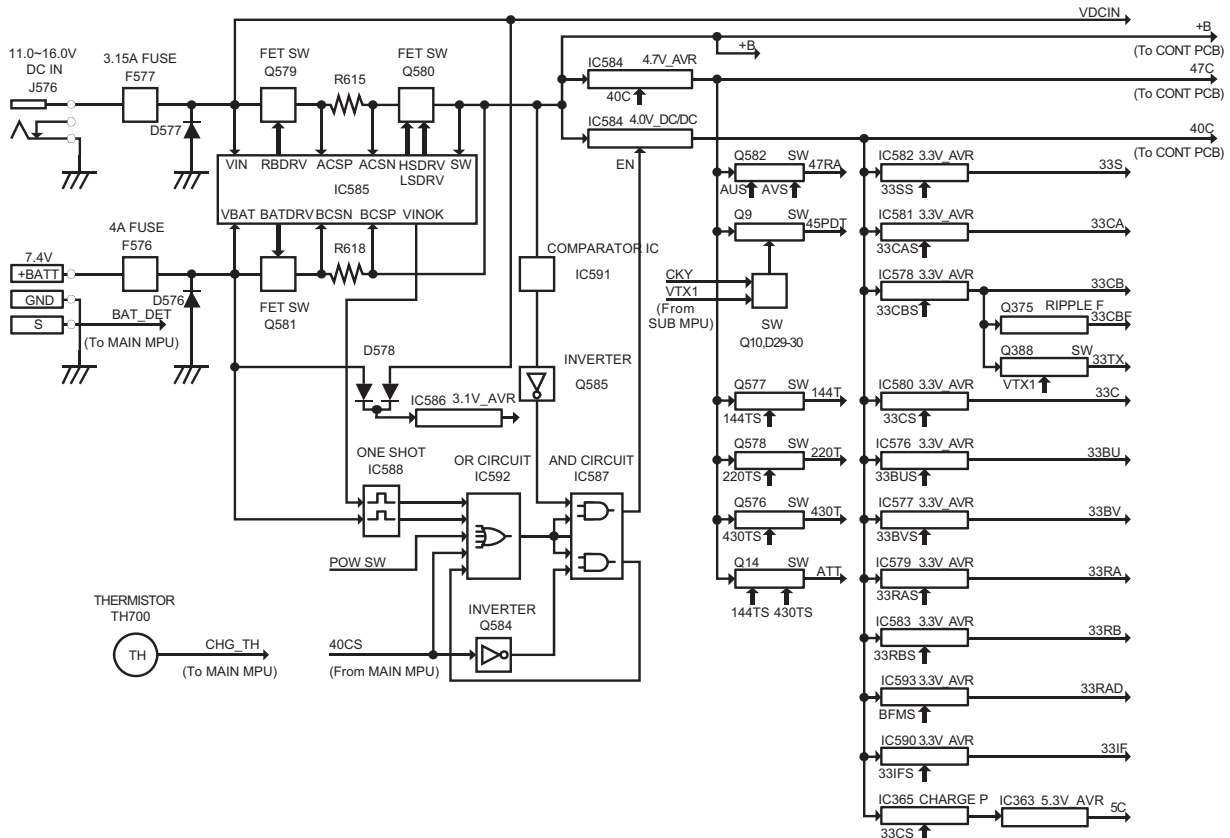 VDCIN
11.0~16.0V
DC IN
J576
3.15A FUSE
F577
FET SW
Q579
R615
FET SW
Q580
+B
(To CONT PCB)
+B
IC584 4.7V_AVR
47C
(To CONT PCB)
40C
IC584 4.0V_DC/DC
40C
(To CONT PCB)
EN
D577
VIN
RBDRV
ACSP
ACSN
HSDRV
LSDRV
SW
IC585
VBAT
BATDRV
BCSN
BCSP
VINOK
4A FUSE
F576
R618
7.4V
+BATT
GND
S
BAT_DET
(To MAIN MPU)
D576
FET SW
Q581
COMPARATOR IC
IC591
INVERTER
Q585
D578
IC586 3.1V_AVR
ONE SHOT
IC588
OR CIRCUIT
IC592
AND CIRCUIT
IC587
POW SW
THERMISTOR
TH700
TH
CHG_TH
(To MAIN MPU)
40CS
(From MAIN MPU)
INVERTER
Q584
Q582 SW
47RA
AUS
AVS
Q9 SW
45PDT
CKY
VTX1
(From
SUB MPU)
SW
Q10,D29-30
Q577 SW
144T
144TS
Q578 SW
220T
220TS
Q576 SW
430T
430TS
Q14 SW
ATT
144TS 430TS
IC582 3.3V_AVR
33S
33SS
IC581 3.3V_AVR
33CA
33CAS
IC578 3.3V_AVR
33CB
33CBS
Q375 RIPPLE F
33CBF
Q388 SW
33TX
VTX1
IC580 3.3V_AVR
33C
33CS
IC576 3.3V_AVR
33BU
33BUS
IC577 3.3V_AVR
33BV
33BVS
IC579 3.3V_AVR
33RA
33RAS
IC583 3.3V_AVR
33RB
33RBS
IC593 3.3V_AVR
33RAD
BFMS
IC590 3.3V_AVR
33IF
33IFS
IC365 CHARGE P
33CS
IC363 5.3V_AVR
5C